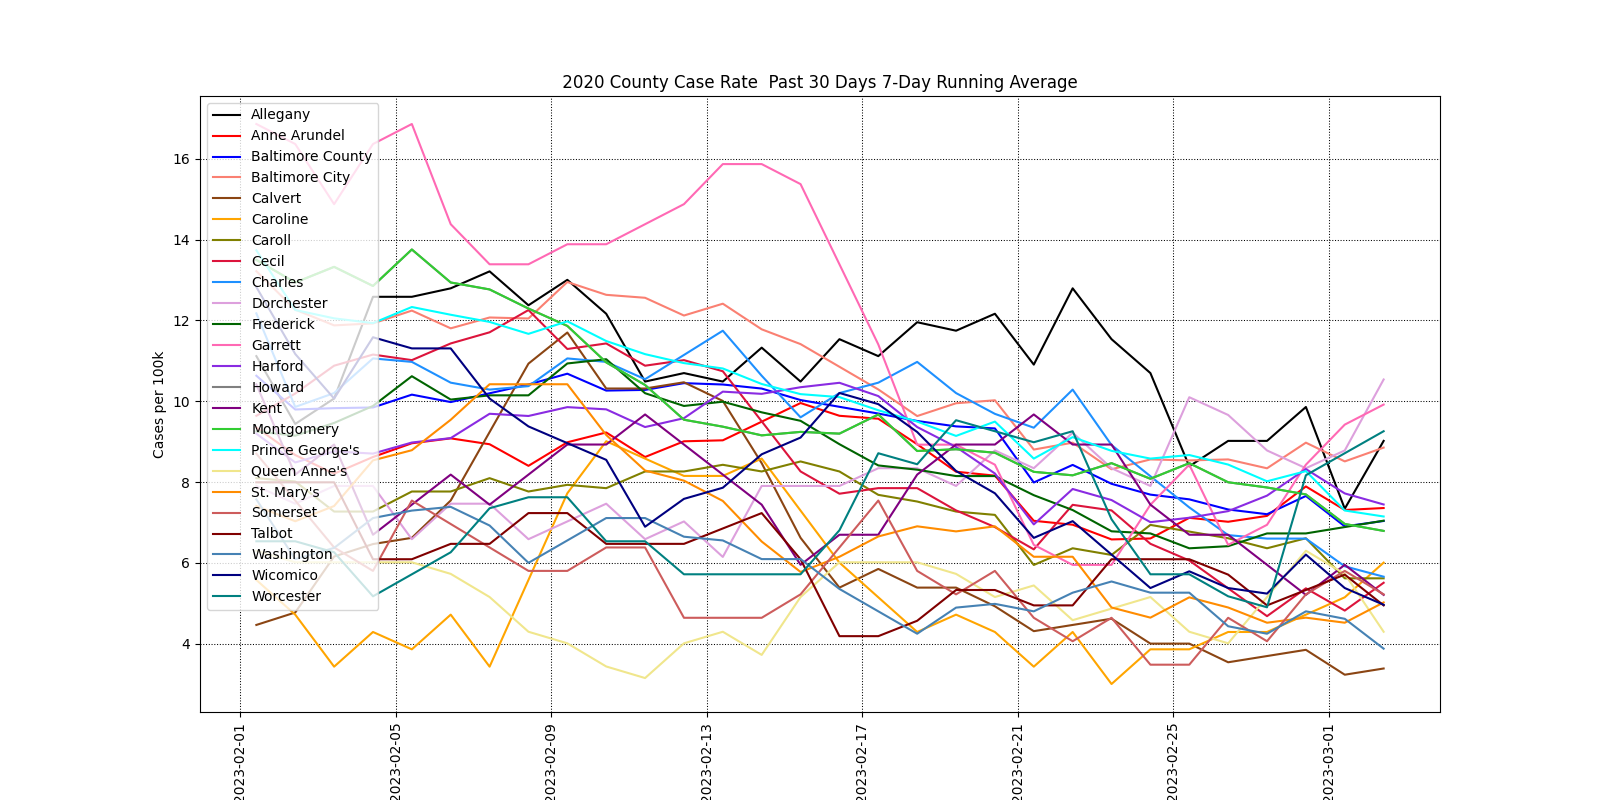 2020 County Case Rate  Past 30 Days 7-Day Running Average
Cases per 100k
16
14
12
10
8
6
4
Allegany
Anne Arundel
Baltimore County
Baltimore City
Calvert
Caroline
Caroll
Cecil
Charles
Dorchester
Frederick
Garrett
Harford
Howard
Kent
Montgomery
Prince George's
Queen Anne's
St. Mary's
Somerset
Talbot
Washington
Wicomico
Worcester
2023-02-01
2023-02-05
2023-02-09
2023-02-13
2023-02-17
2023-02-21
2023-02-25
2023-03-01